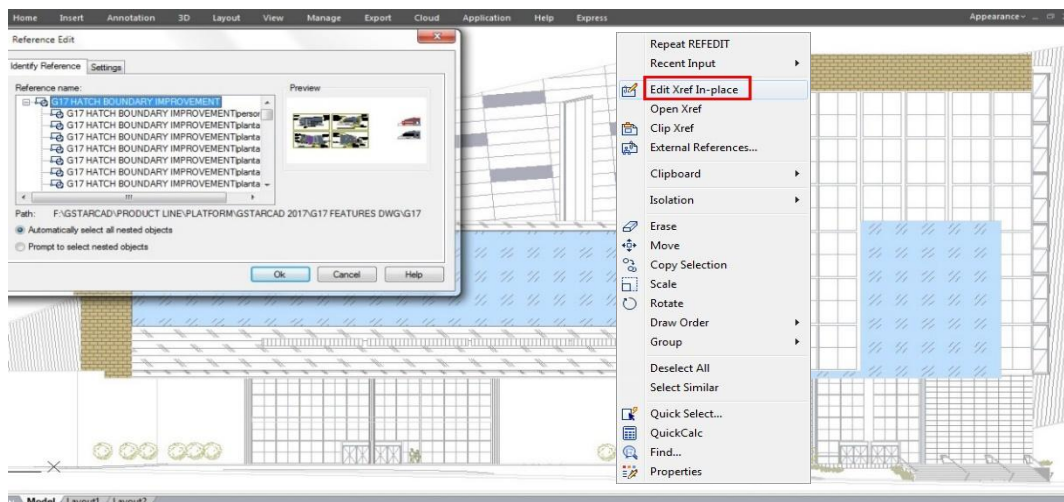 Home Insert Annotation 3D Layout View Manage Export Cloud Application Help Express Appearance
Reference Edit
Identify Reference Settings
Reference name:
Preview
G17 HATCH BOUNDARY IMPROVEMENT
G17 HATCH BOUNDARY IMPROVEMENT|person
G17 HATCH BOUNDARY IMPROVEMENT|planta
G17 HATCH BOUNDARY IMPROVEMENT|planta
G17 HATCH BOUNDARY IMPROVEMENT|planta
G17 HATCH BOUNDARY IMPROVEMENT|planta
G17 HATCH BOUNDARY IMPROVEMENT|planta
G17 HATCH BOUNDARY IMPROVEMENT|planta
Path: F:\GSTARCAD\PRODUCT LINE\PLATFORM\GSTARCAD 2017\G17 FEATURES DWG\G17
Automatically select all nested objects
Prompt to select nested objects
Ok Cancel Help
Repeat REFEDIT
Recent Input
Edit Xref In-place
Open Xref
Clip Xref
External References...
Clipboard
Isolation
Erase
Move
Copy Selection
Scale
Rotate
Draw Order
Group
Deselect All
Select Similar
Quick Select...
QuickCalc
Find...
Properties
Model Layout1 Layout2